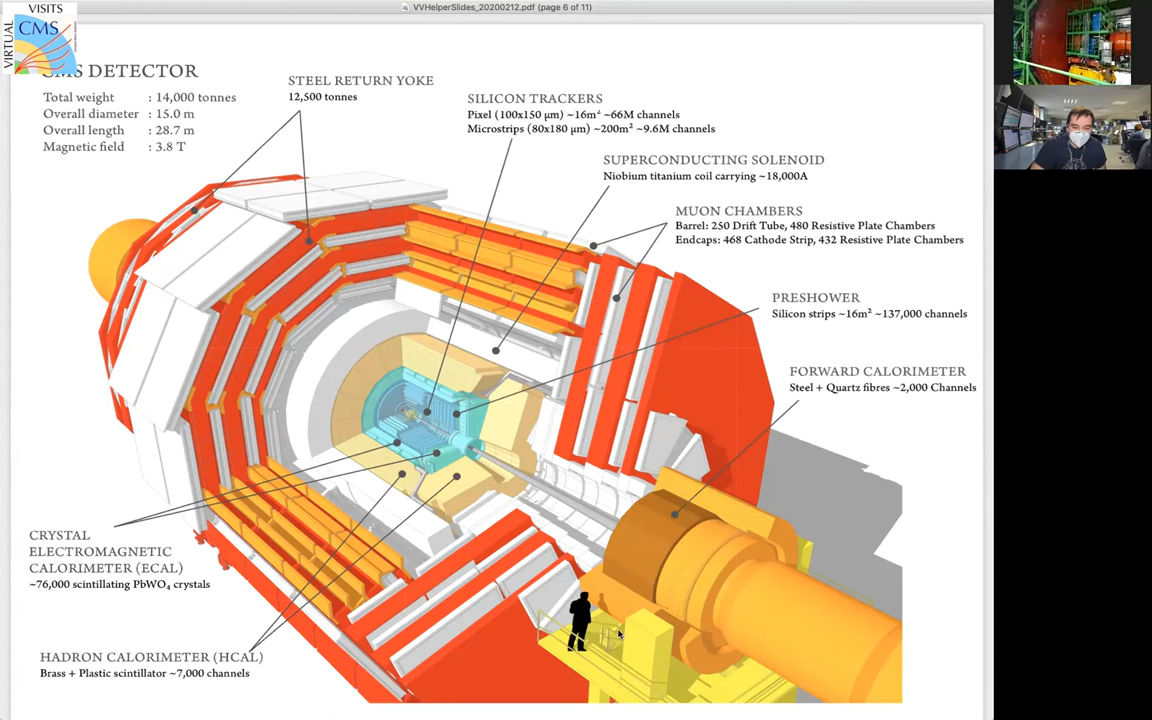 VVHelperSlides_20200212.pdf (page 6 of 11)
VIRTUAL
VISITS
CMS
CMS DETECTOR
Total weight : 14,000 tonnes
Overall diameter : 15.0 m
Overall length : 28.7 m
Magnetic field : 3.8 T
STEEL RETURN YOKE
12,500 tonnes
SILICON TRACKERS
Pixel (100x150 μm) ~16m² ~66M channels
Microstrips (80x180 μm) ~200m² ~9.6M channels
SUPERCONDUCTING SOLENOID
Niobium titanium coil carrying ~18,000A
MUON CHAMBERS
Barrel: 250 Drift Tube, 480 Resistive Plate Chambers
Endcaps: 468 Cathode Strip, 432 Resistive Plate Chambers
PRESHOWER
Silicon strips ~16m² ~137,000 channels
FORWARD CALORIMETER
Steel + Quartz fibres ~2,000 Channels
CRYSTAL
ELECTROMAGNETIC
CALORIMETER (ECAL)
~76,000 scintillating PbWO₄ crystals
HADRON CALORIMETER (HCAL)
Brass + Plastic scintillator ~7,000 channels